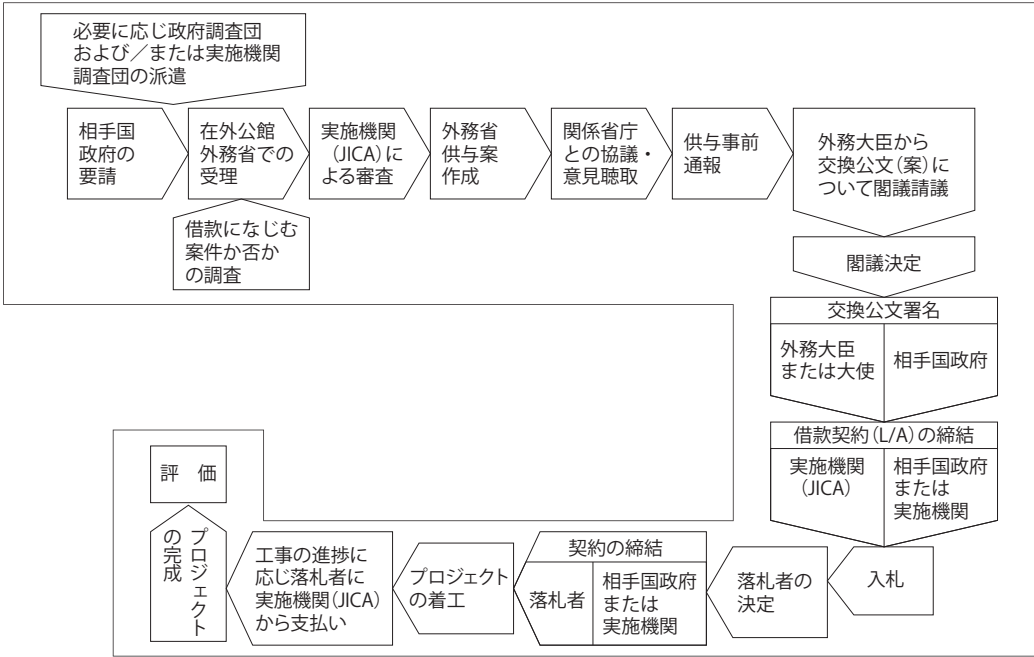 必要に応じ政府調査団
および／または実施機関
調査団の派遣
相手国
政府の
要請
在外公館
外務省での
受理
実施機関
（JICA）に
よる審査
外務省
供与案
作成
関係省庁
との協議・
意見聴取
供与事前
通報
外務大臣から
交換公文（案）に
ついて閣議請議
借款になじむ
案件か否か
の調査
閣議決定
交換公文署名
外務大臣
または大使
相手国政府
借款契約（L/A）の締結
実施機関
（JICA）
相手国政府
または
実施機関
入札
落札者の
決定
契約の締結
落札者
相手国政府
または
実施機関
プロジェクト
の着工
工事の進捗に
応じ落札者に
実施機関（JICA）
から支払い
プロジェクト
の完成
評　価